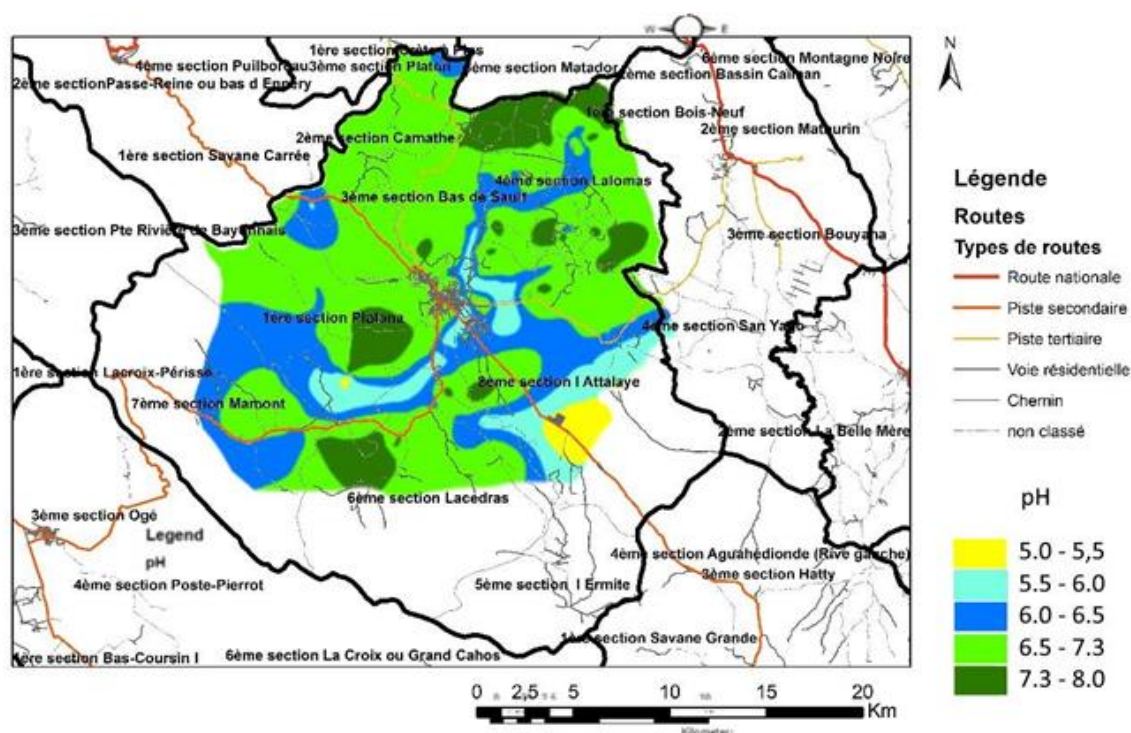 W E
N
1ère section Crête à Pins
4ème section Puilboreau
3ème section Platon
5ème section Matador
6ème section Montagne Noire
2ème section Passe-Reine ou bas d Ennery
2ème section Bassin Caïman
1ère section Bois-Neuf
2ème section Camathe
2ème section Maturin
1ère section Savane Carrée
4ème section Lalomas
3ème section Bas de Sault
3ème section Pte Rivière de Bayonnais
3ème section Bouyaha
1ère section
4ème section San Yago
1ère section Lacroix-Périsse
2ème section l Attalaye
7ème section Mamont
2ème section La Belle Mère
6ème section Lacedras
3ème section Ogé
Legend
pH
4ème section Aguahédionde (Rive gauche)
4ème section Poste-Pierrot
5ème section l Ermite
3ème section Hatty
1ère section Savane Grande
1ère section Bas-Coursin I
6ème section La Croix ou Grand Cahos
0 2,5 5 10 15 20
Km
Légende
Routes
Types de routes
Route nationale
Piste secondaire
Piste tertiaire
Voie résidentielle
Chemin
non classé
pH
5.0 - 5,5
5.5 - 6.0
6.0 - 6.5
6.5 - 7.3
7.3 - 8.0